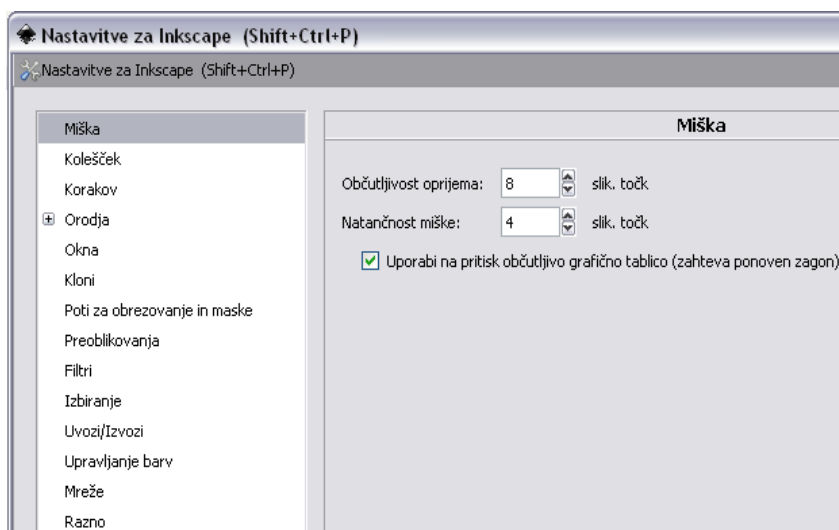 Nastavitve za Inkscape (Shift+Ctrl+P)
Nastavitve za Inkscape (Shift+Ctrl+P)
Miška
Kolešček
Korakov
Orodja
Okna
Kloni
Poti za obrezovanje in maske
Preoblikovanja
Filtri
Izbiranje
Uvozi/Izvozi
Upravljanje barv
Mreže
Razno
Miška
Občutljivost oprijema: 8 slik. točk
Natančnost miške: 4 slik. točk
Uporabi na pritisk občutljivo grafično tablico (zahteva ponoven zagon)